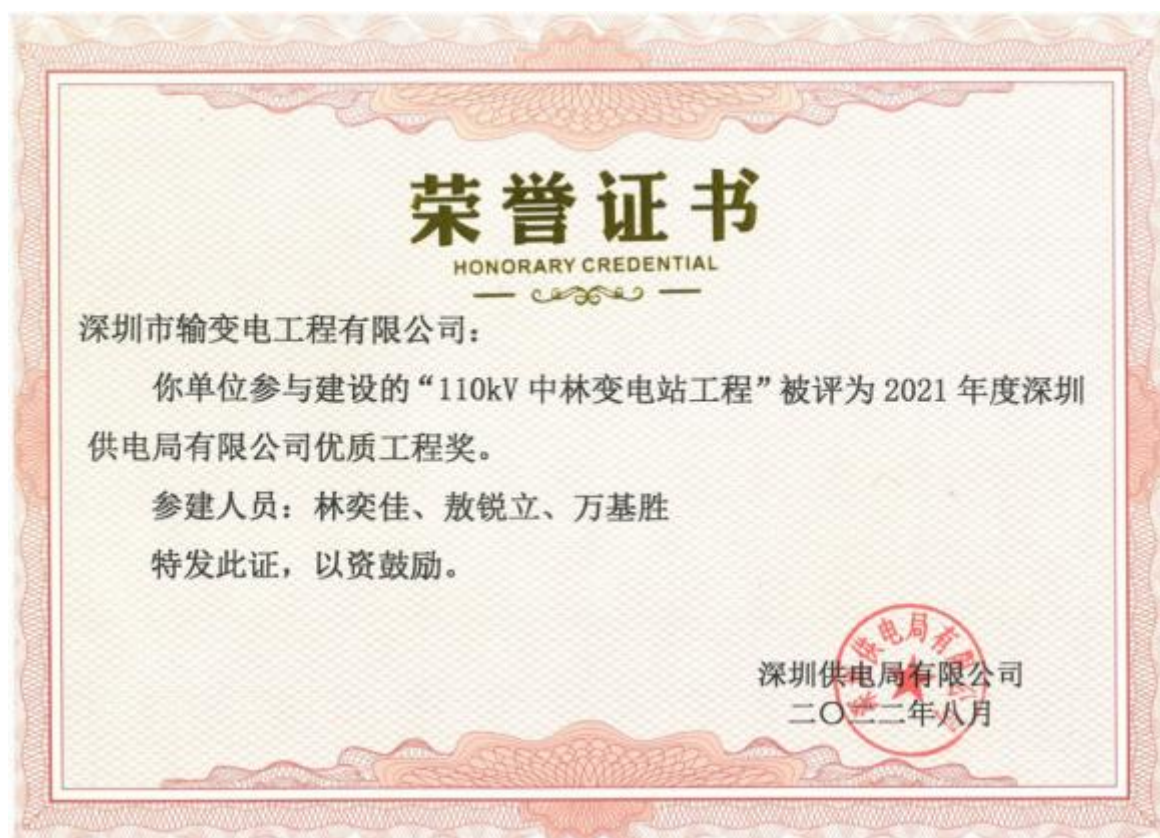 荣誉证书
HONORARY CREDENTIAL
深圳市输变电工程有限公司：
你单位参与建设的“110kV 中林变电站工程”被评为 2021 年度深圳
供电局有限公司优质工程奖。
参建人员：林奕佳、敖锐立、万基胜
特发此证，以资鼓励。
深圳供电局有限公司
二〇二二年八月